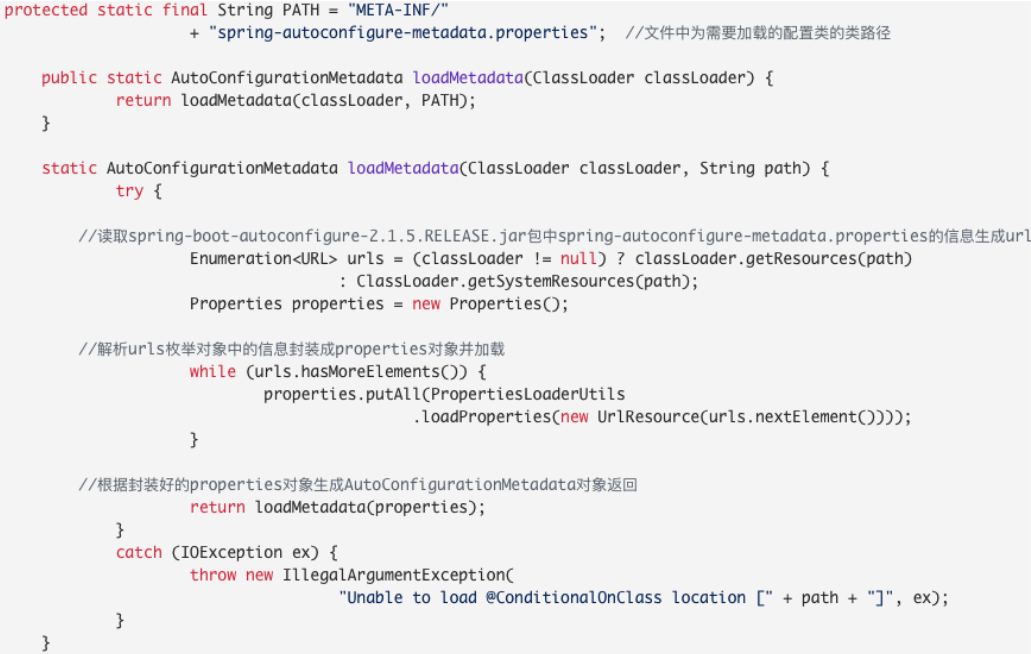 protected static final String PATH = "META-INF/"
+ "spring-autoconfigure-metadata.properties";  //文件中为需要加载的配置类的类路径
public static AutoConfigurationMetadata loadMetadata(ClassLoader classLoader) {
return loadMetadata(classLoader, PATH);
}
static AutoConfigurationMetadata loadMetadata(ClassLoader classLoader, String path) {
try {
//读取spring-boot-autoconfigure-2.1.5.RELEASE.jar包中spring-autoconfigure-metadata.properties的信息生成url
Enumeration<URL> urls = (classLoader != null) ? classLoader.getResources(path)
: ClassLoader.getSystemResources(path);
Properties properties = new Properties();
//解析urls枚举对象中的信息封装成properties对象并加载
while (urls.hasMoreElements()) {
properties.putAll(PropertiesLoaderUtils
.loadProperties(new UrlResource(urls.nextElement())));
}
//根据封装好的properties对象生成AutoConfigurationMetadata对象返回
return loadMetadata(properties);
}
catch (IOException ex) {
throw new IllegalArgumentException(
"Unable to load @ConditionalOnClass location [" + path + "]", ex);
}
}